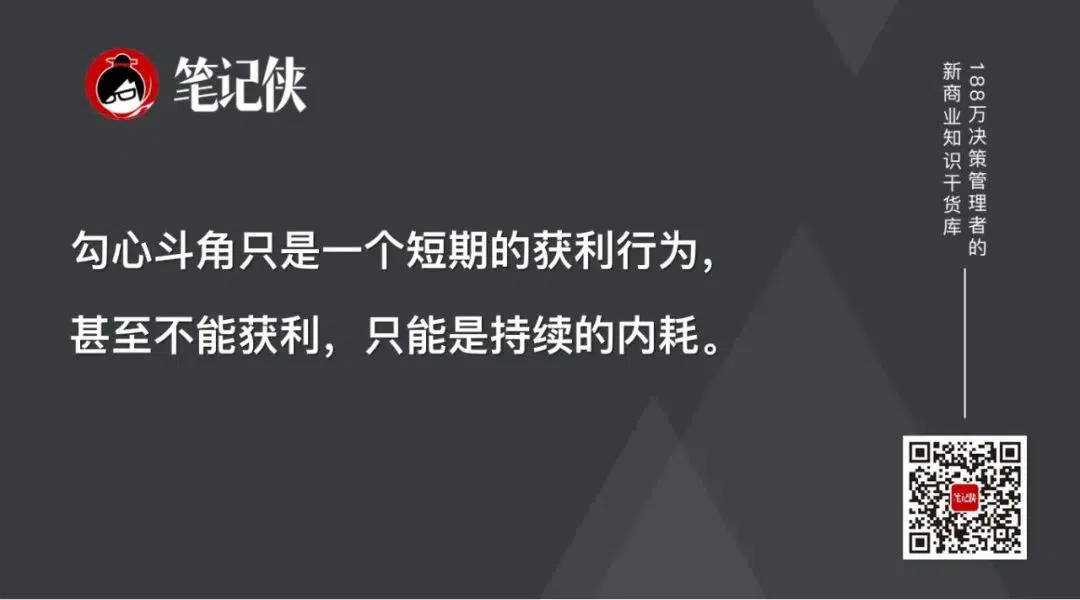 笔记侠
勾心斗角只是一个短期的获利行为，
甚至不能获利，只能是持续的内耗。
188万决策管理者的
新商业知识干货库
笔记侠